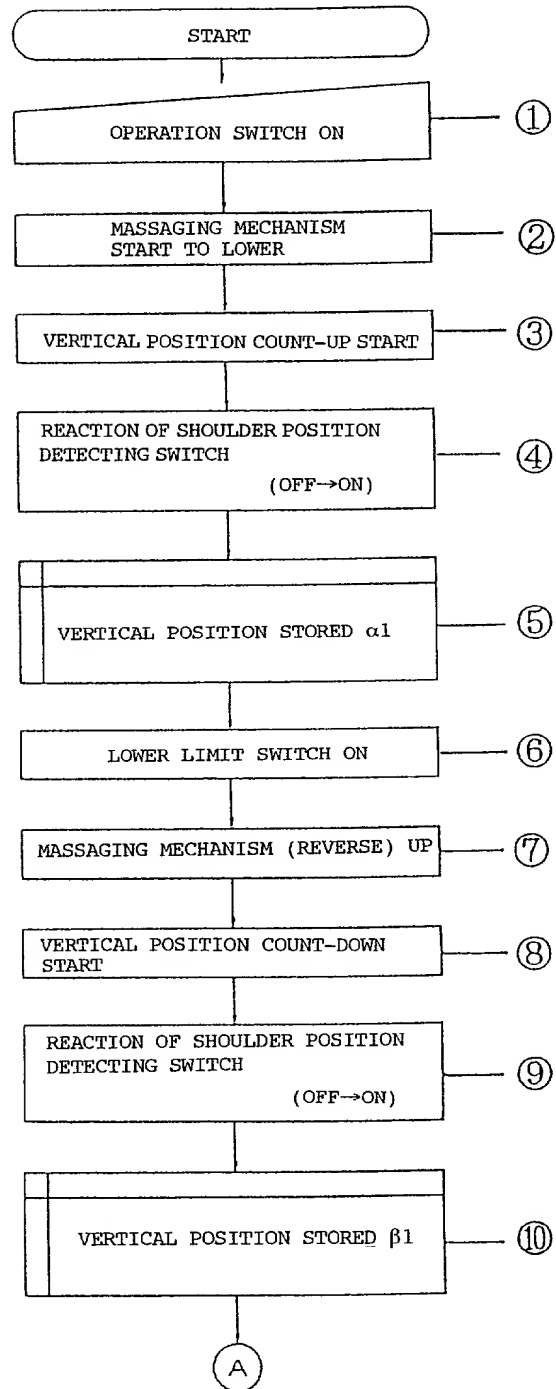 START
OPERATION SWITCH ON
①
MASSAGING MECHANISM
START TO LOWER
②
VERTICAL POSITION COUNT-UP START
③
REACTION OF SHOULDER POSITION
DETECTING SWITCH
(OFF→ON)
④
VERTICAL POSITION STORED α1
⑤
LOWER LIMIT SWITCH ON
⑥
MASSAGING MECHANISM (REVERSE) UP
⑦
VERTICAL POSITION COUNT-DOWN
START
⑧
REACTION OF SHOULDER POSITION
DETECTING SWITCH
(OFF→ON)
⑨
VERTICAL POSITION STORED β1
⑩
A